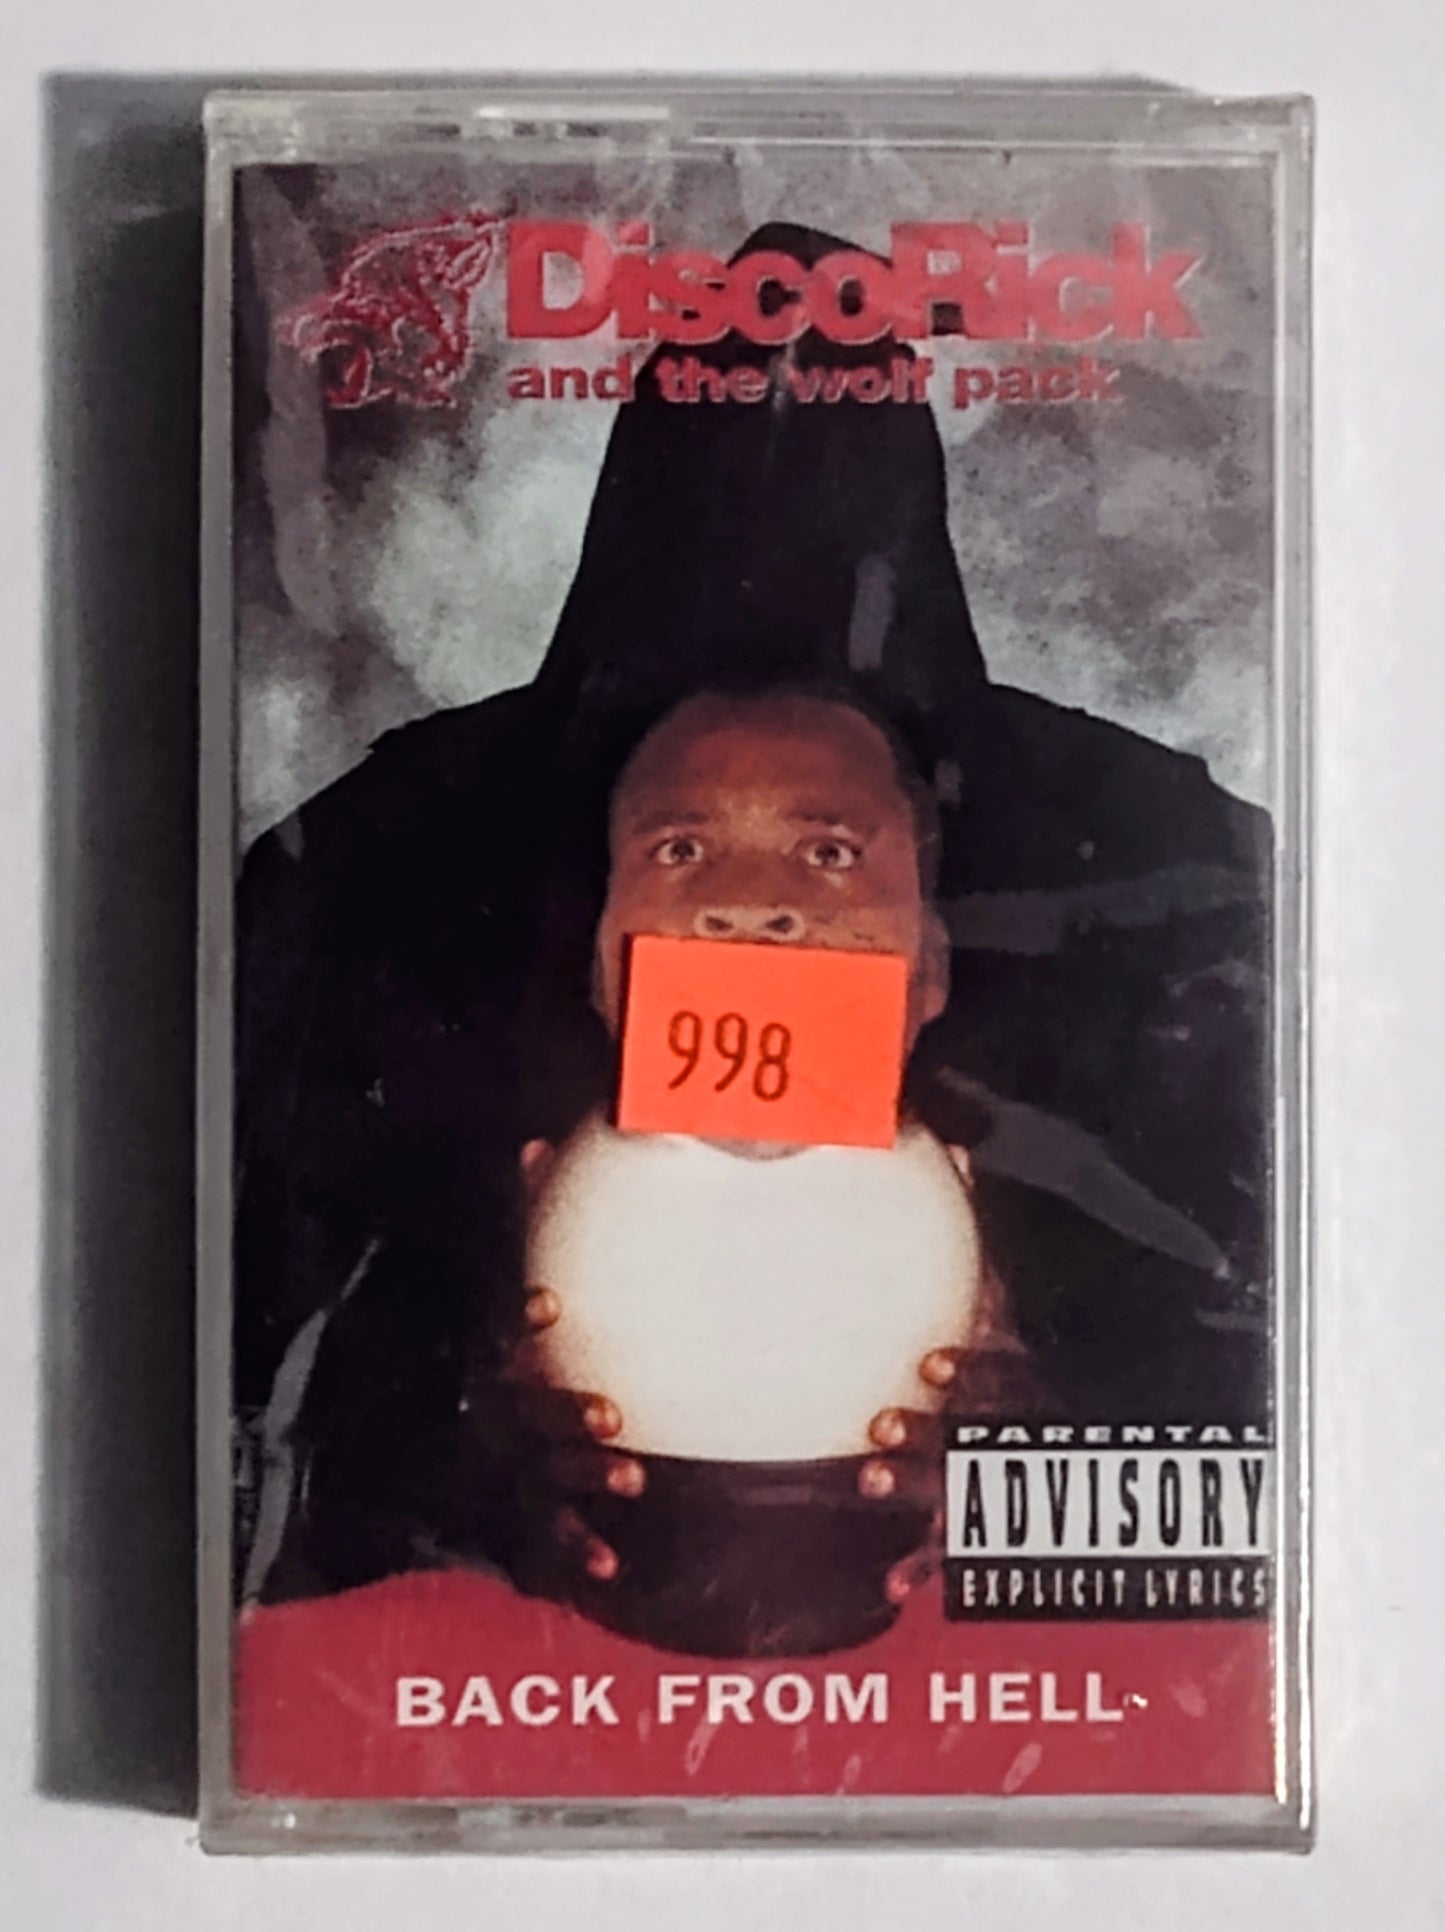 DiscoRick
and the wolf pack
998
PARENTAL
ADVISORY
EXPLICIT LYRICS
BACK FROM HELL